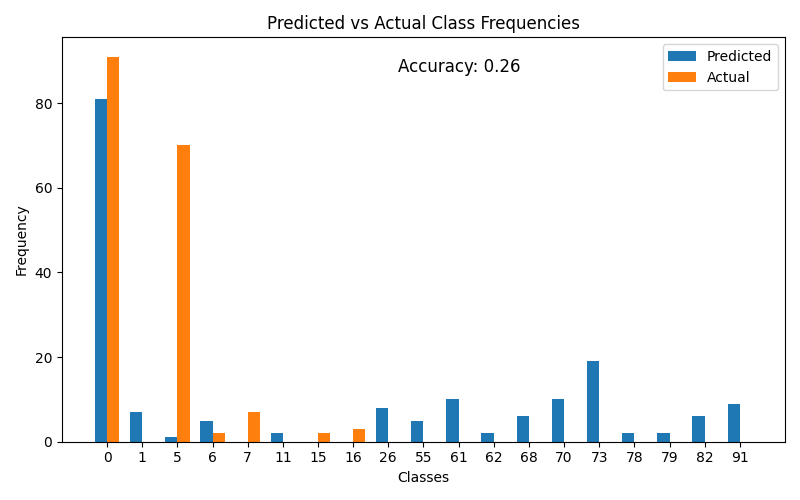 Predicted vs Actual Class Frequencies
Accuracy: 0.26
Predicted
Actual
Frequency
80
60
40
20
0
0 1 5 6 7 11 15 16 26 55 61 62 68 70 73 78 79 82 91
Classes